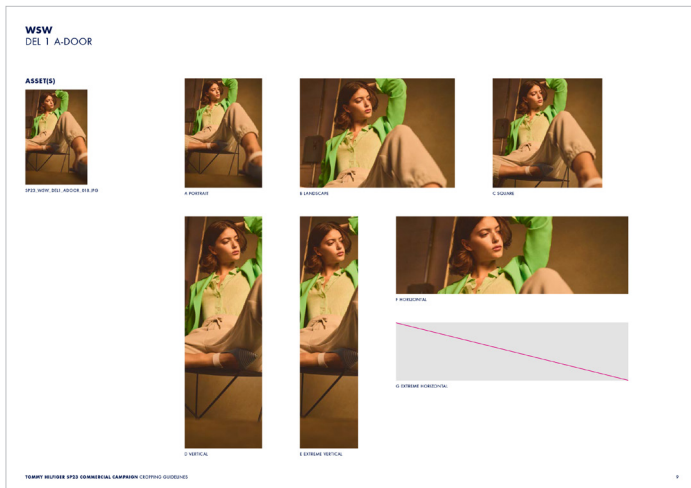 WSW
DEL 1 A-DOOR
ASSET(S)
SP23_WSW_DEL1_ADOOR_018.JPG
A PORTRAIT
B LANDSCAPE
C SQUARE
D VERTICAL
E EXTREME VERTICAL
F HORIZONTAL
G EXTREME HORIZONTAL
TOMMY HILFIGER SP23 COMMERCIAL CAMPAIGN CROPPING GUIDELINES
9